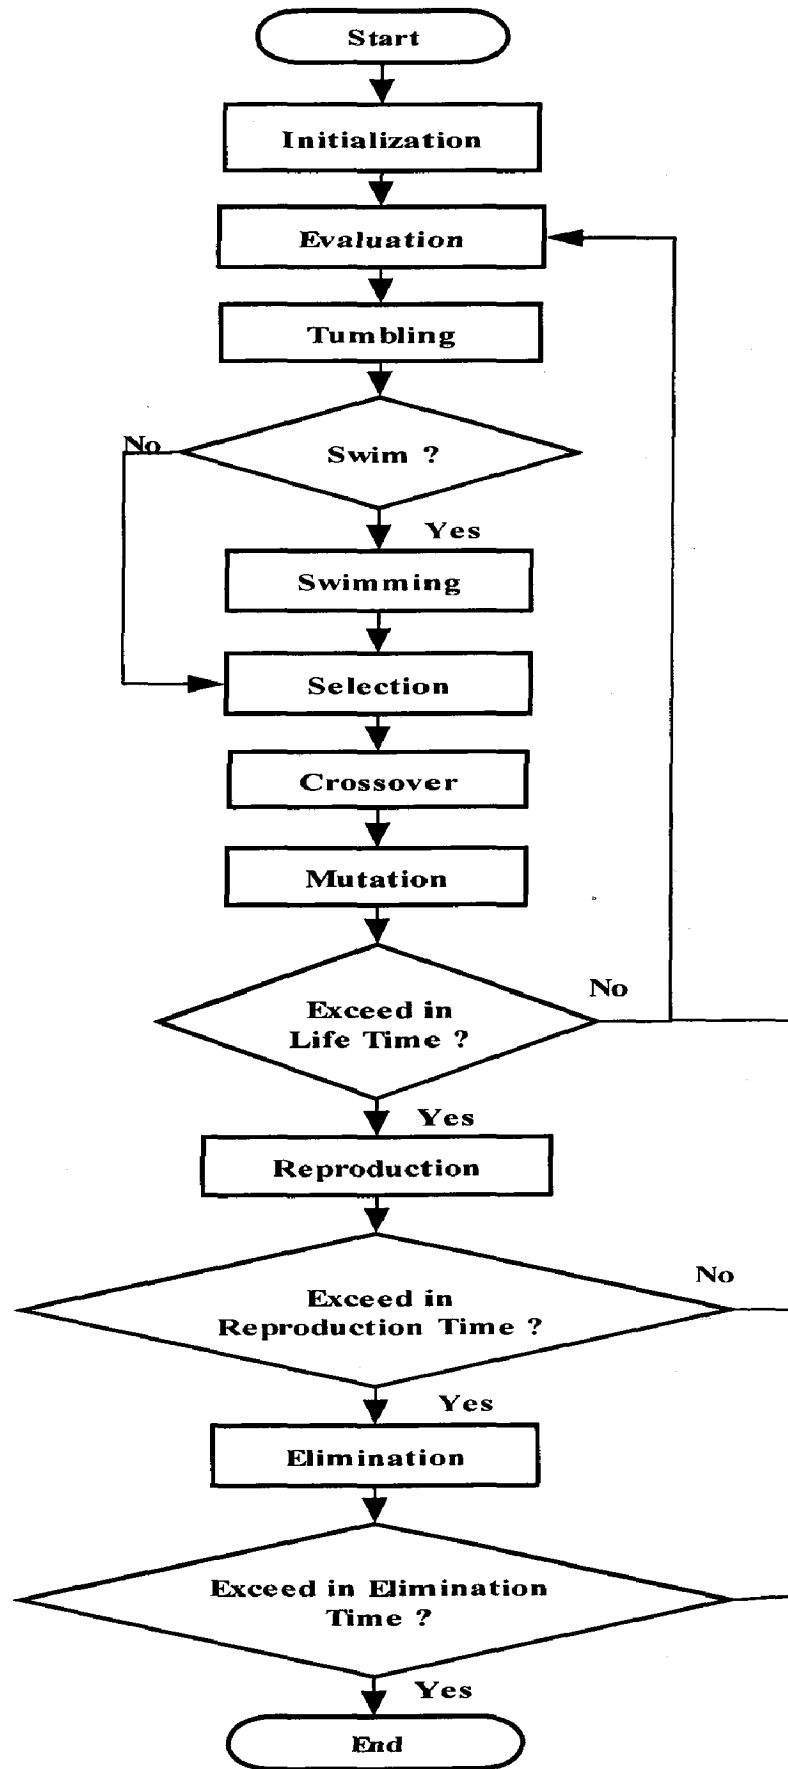 Start
Initialization
Evaluation
Tumbling
No
Swim ?
Yes
Swimming
Selection
Crossover
Mutation
No
Exceed in
Life Time ?
Yes
Reproduction
No
Exceed in
Reproduction Time ?
Yes
Elimination
Exceed in Elimination
Time ?
Yes
End